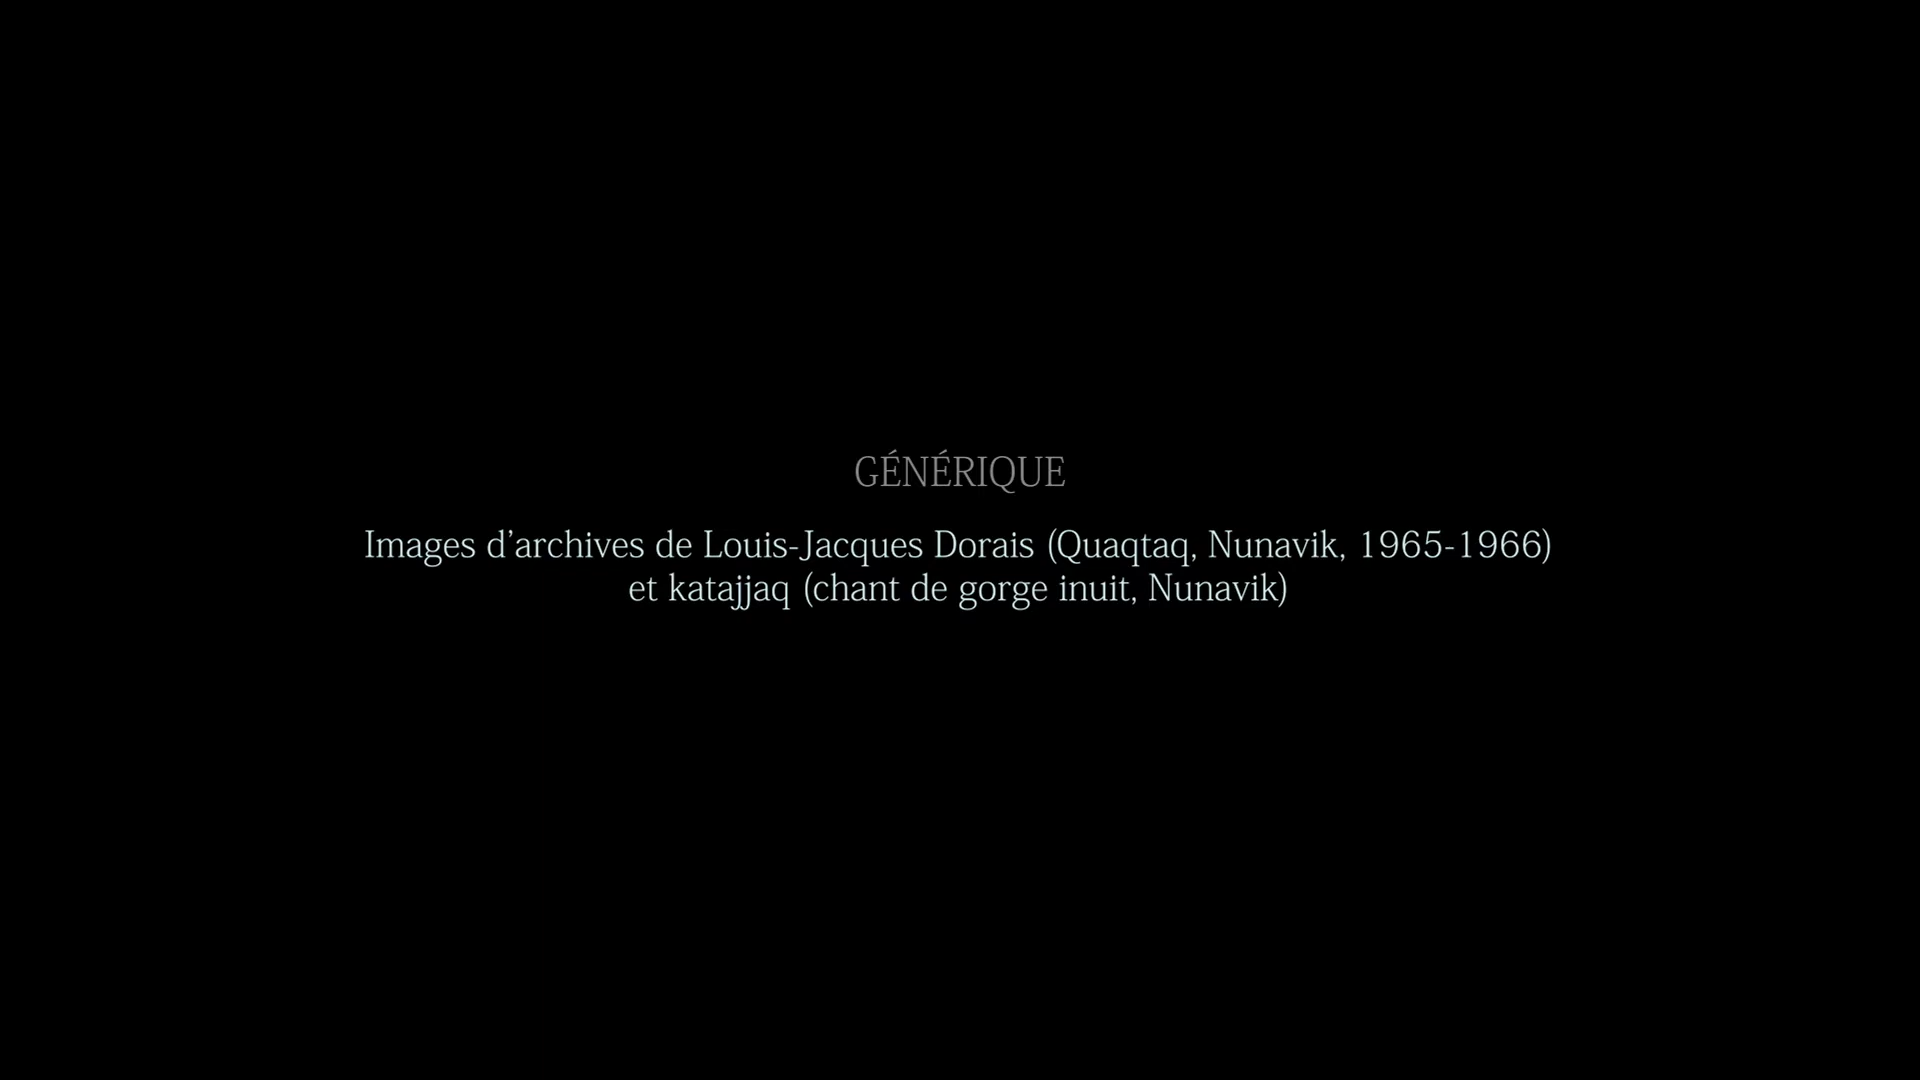 GÉNÉRIQUE
Images d’archives de Louis-Jacques Dorais (Quaqtaq, Nunavik, 1965-1966)
et katajjaq (chant de gorge inuit, Nunavik)